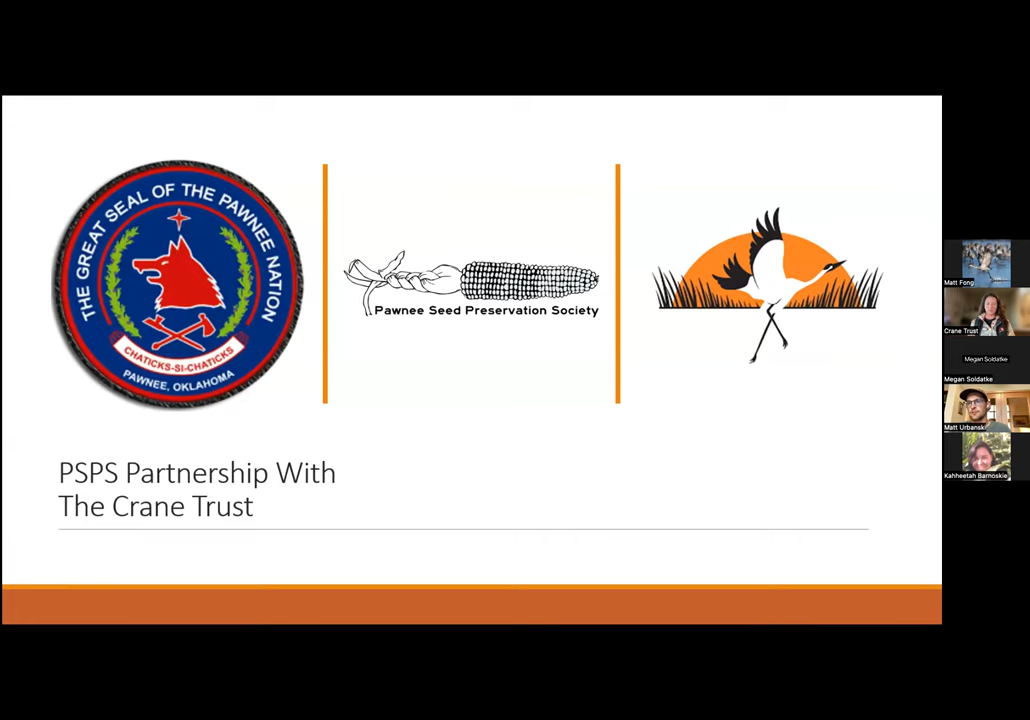 THE GREAT SEAL OF THE PAWNEE NATION
CHATICKS-SI-CHATICKS
PAWNEE, OKLAHOMA
Pawnee Seed Preservation Society
PSPS Partnership With
The Crane Trust
Matt Fong
Crane Trust
Megan Soldatke
Megan Soldatke
Matt Urbanski
Kahheetah Barnoskie